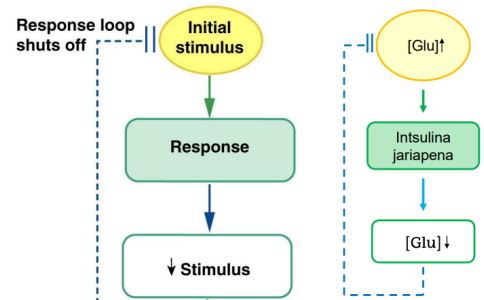 Response loop
shuts off
Initial
stimulus
Response
↓ Stimulus
[Glu]↑
Intsulina
jariapena
[Glu]↓